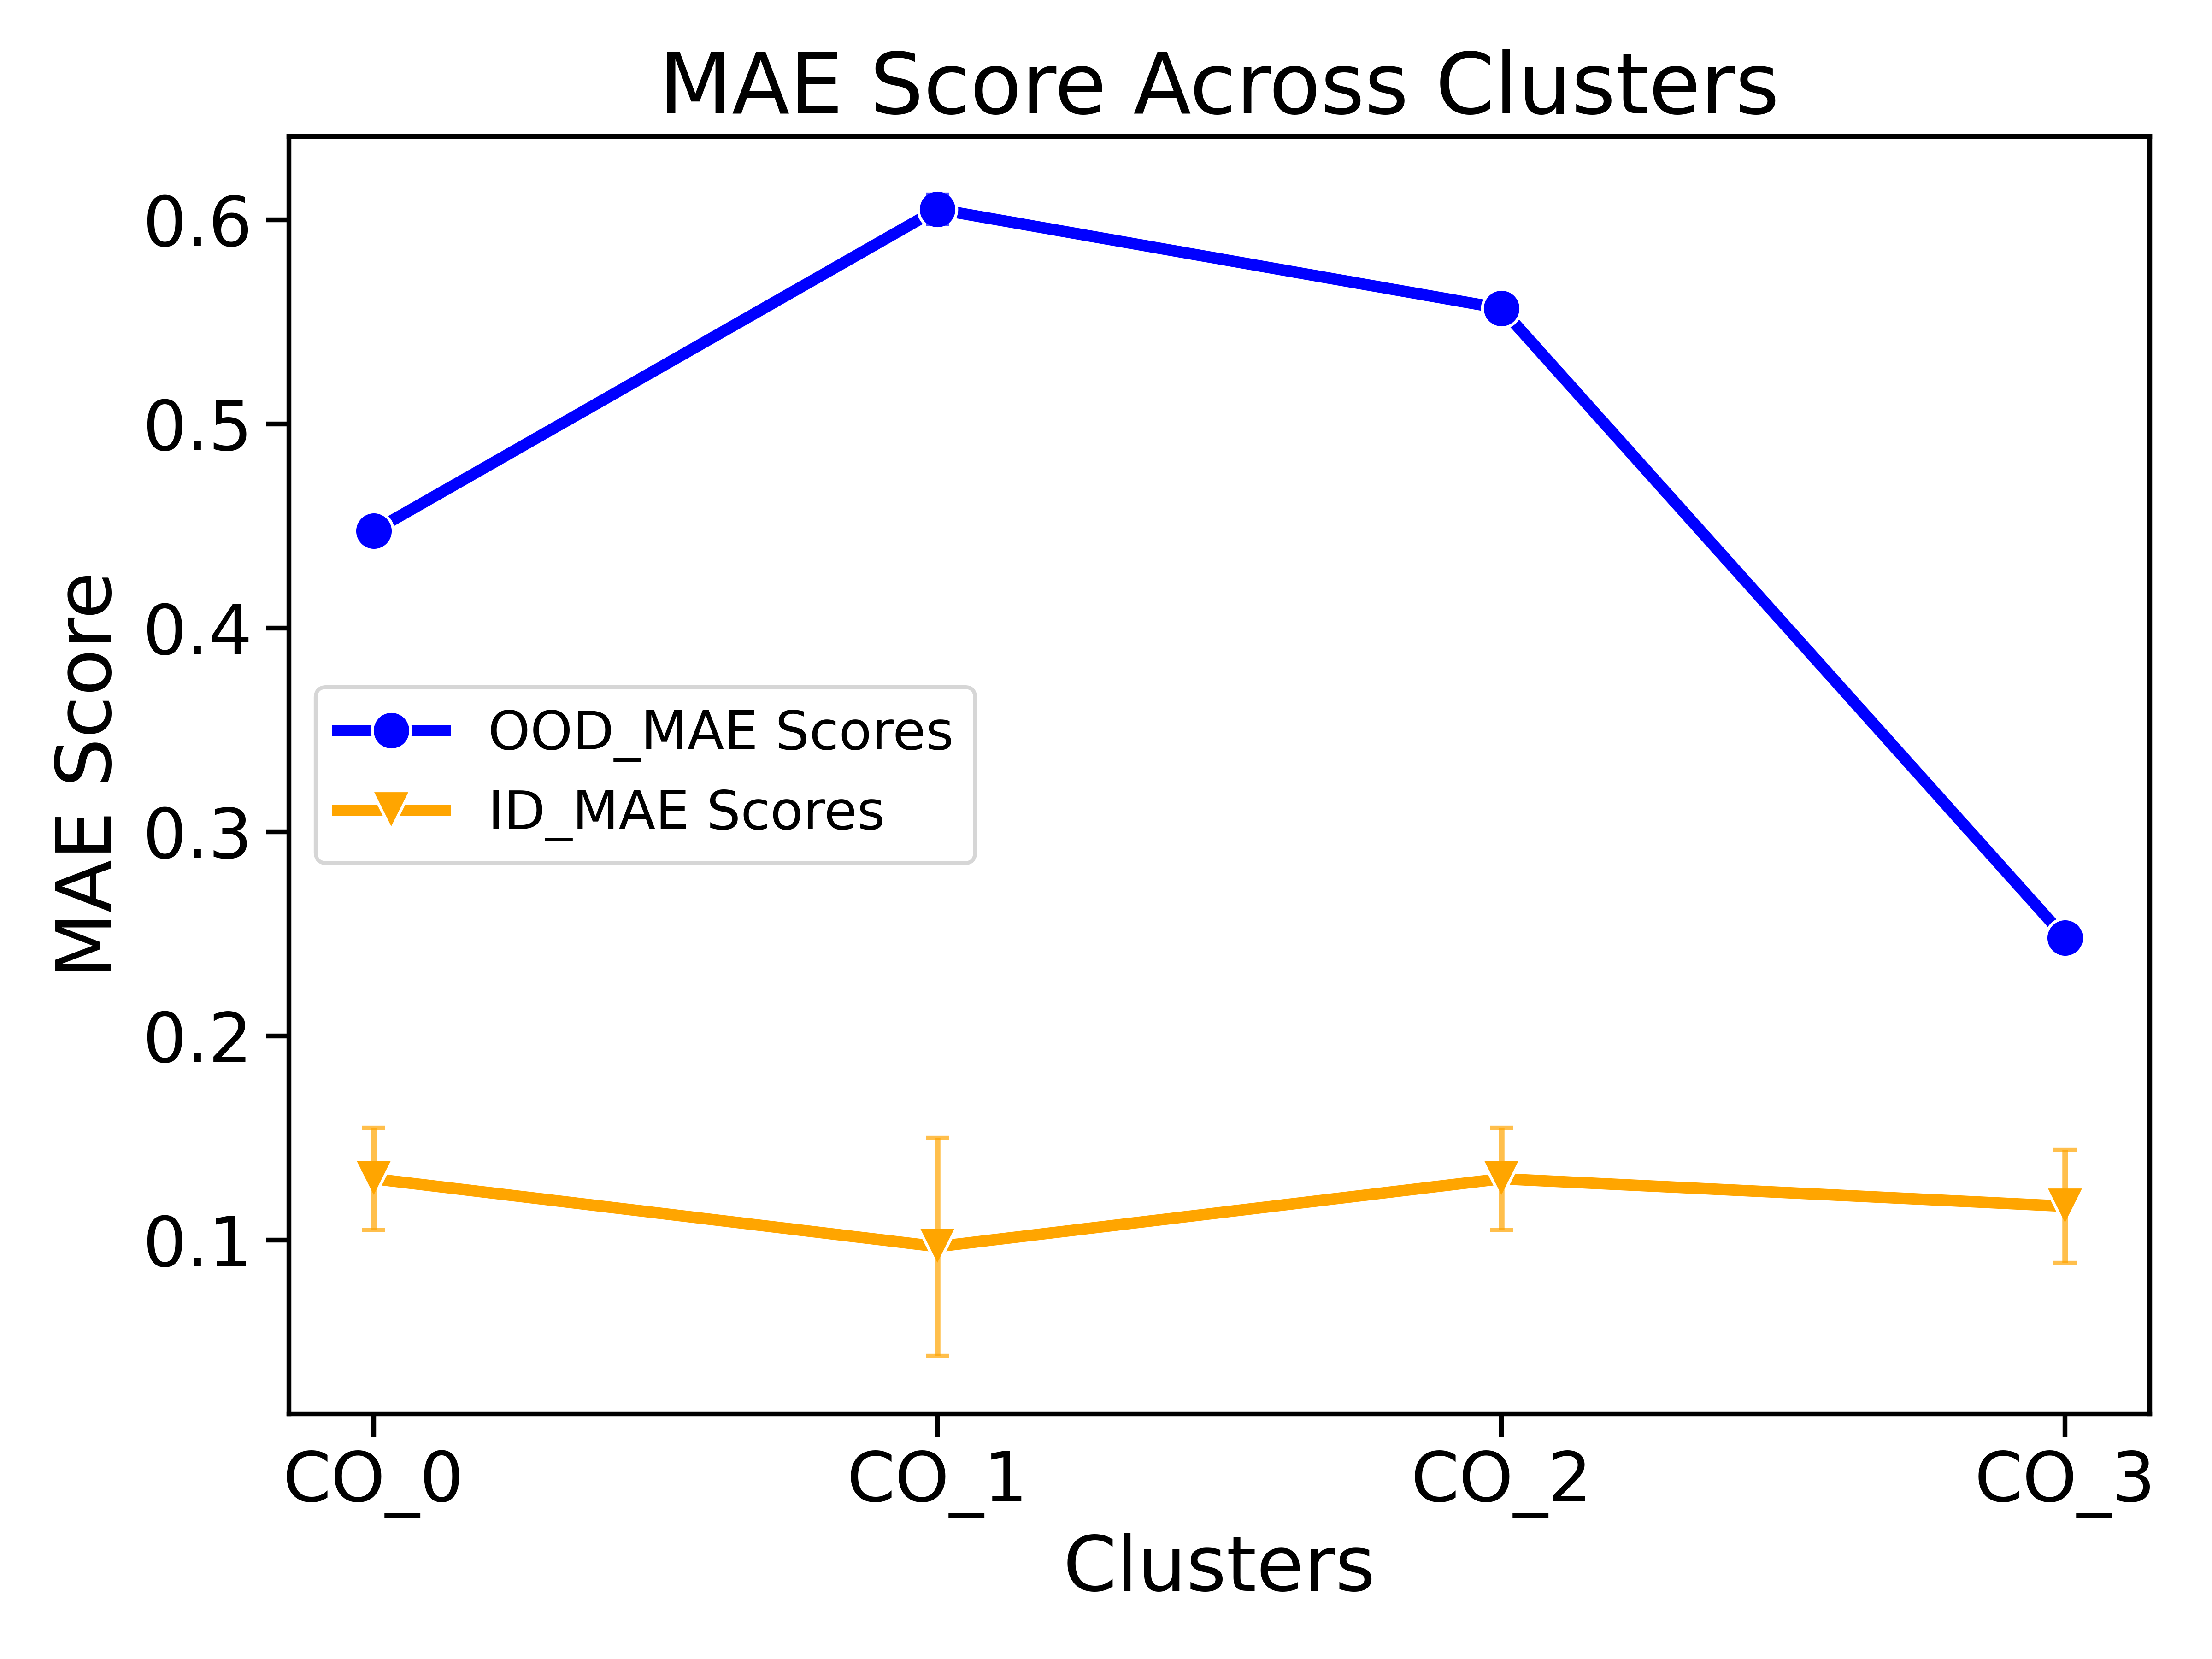 MAE Score Across Clusters
MAE Score
0.6
0.5
0.4
0.3
0.2
0.1
OOD_MAE Scores
ID_MAE Scores
CO_0 CO_1 CO_2 CO_3
Clusters